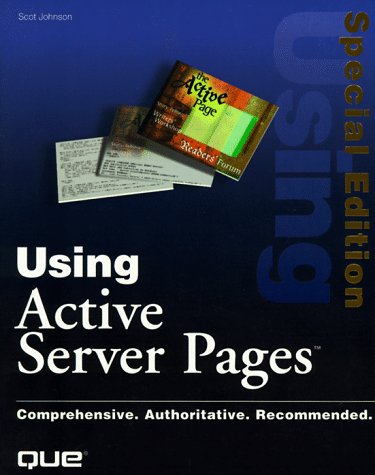 Scot Johnson
Special Edition
Using
the
Active
Page
Readers' Forum
Using
Active
Server Pages™
Comprehensive. Authoritative. Recommended.
QUE®